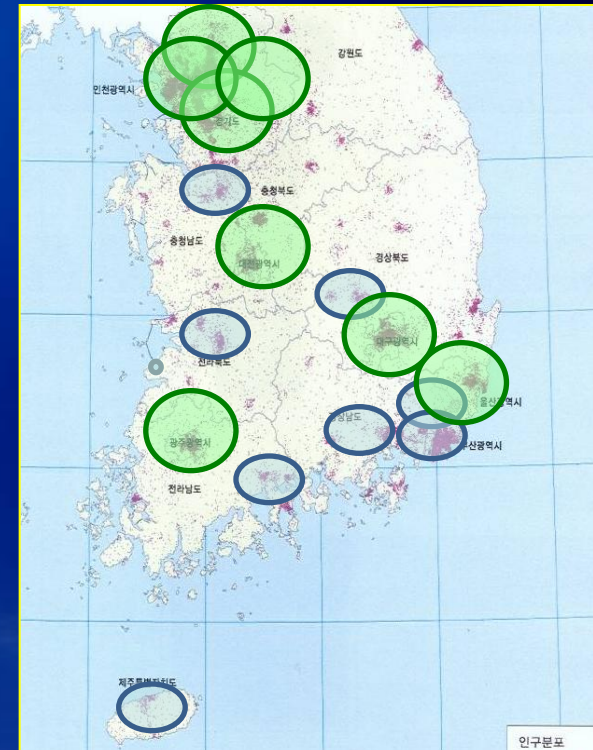 강원도
인천광역시
경기도
충청북도
충청남도
경상북도
대전광역시
대구광역시
전라북도
울산광역시
경상남도
광주광역시
부산광역시
전라남도
제주특별자치도
인구분포